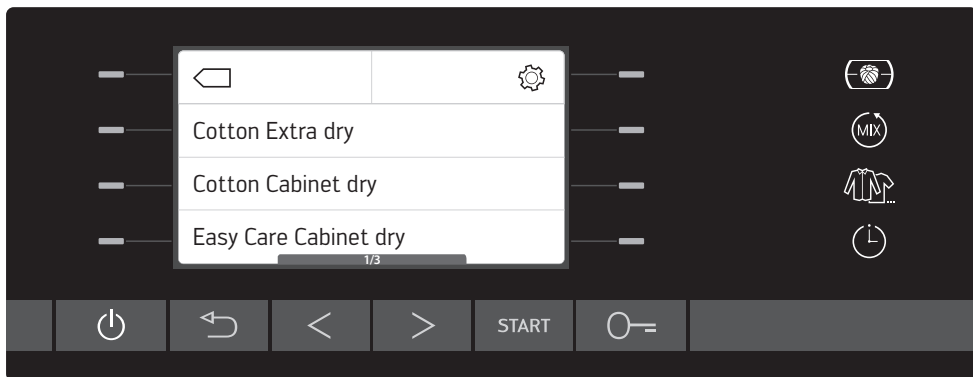 MIX
Cotton Extra dry
Cotton Cabinet dry
Easy Care Cabinet dry
1/3
START